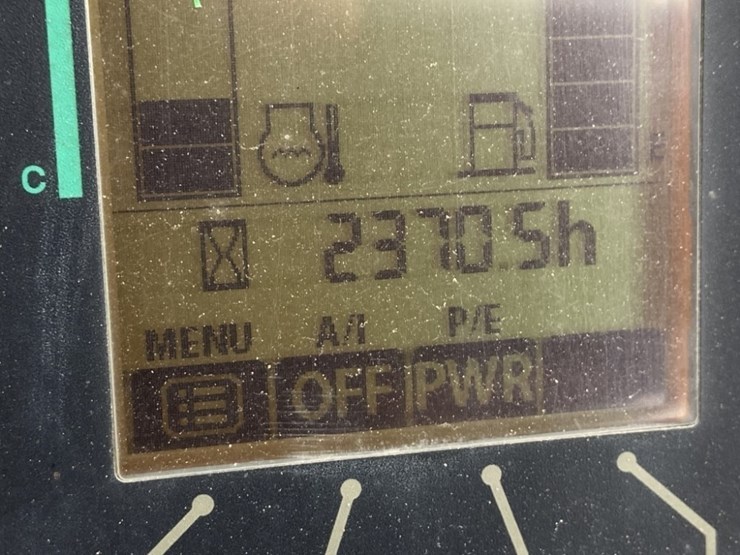 C
2370.5h
MENU A/I P/E
OFF PWR